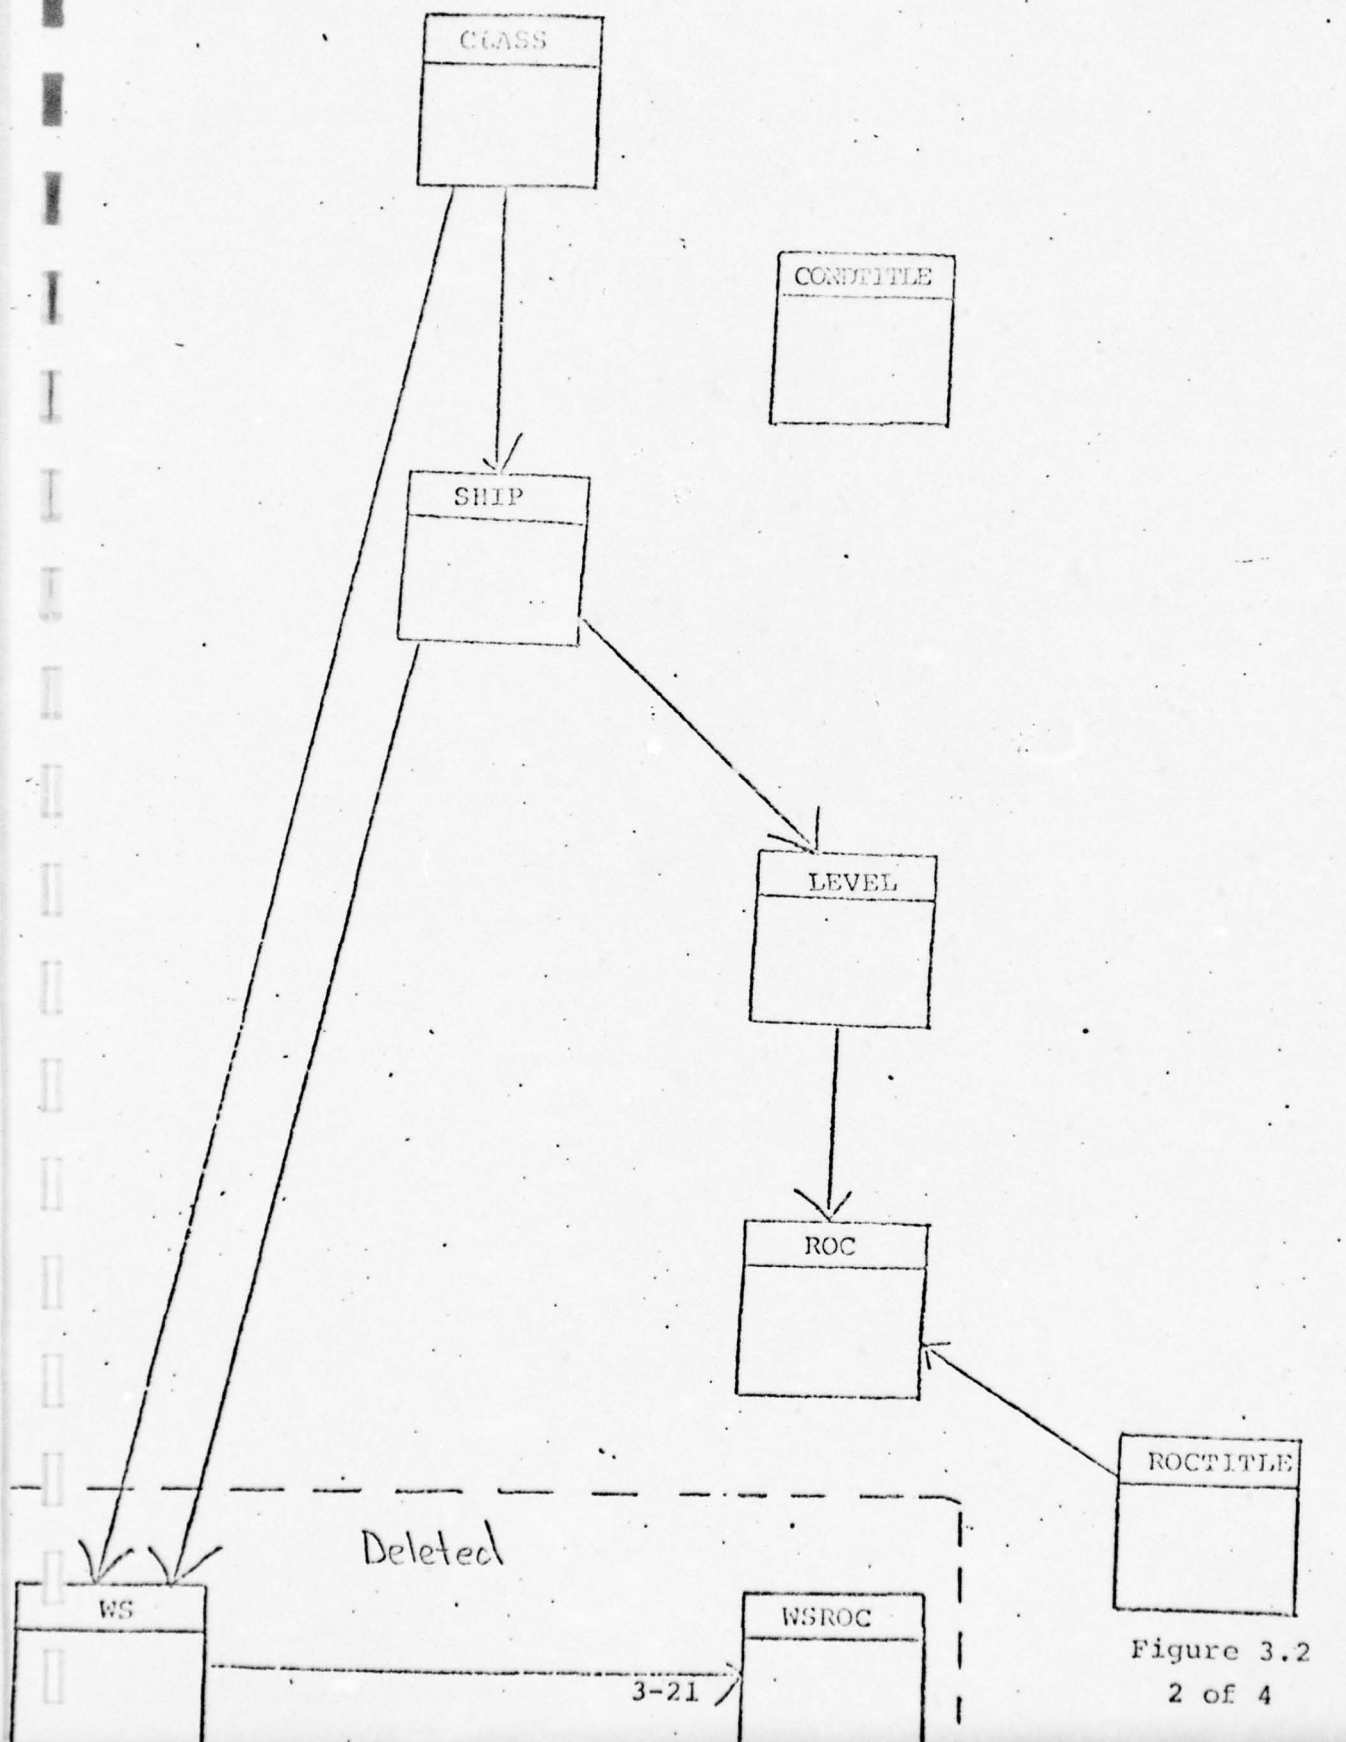 CLASS
CONDTITLE
SHIP
LEVEL
ROC
ROCTITLE
Deleted
WS
WSROC
Figure 3.2
3-21
2 of 4